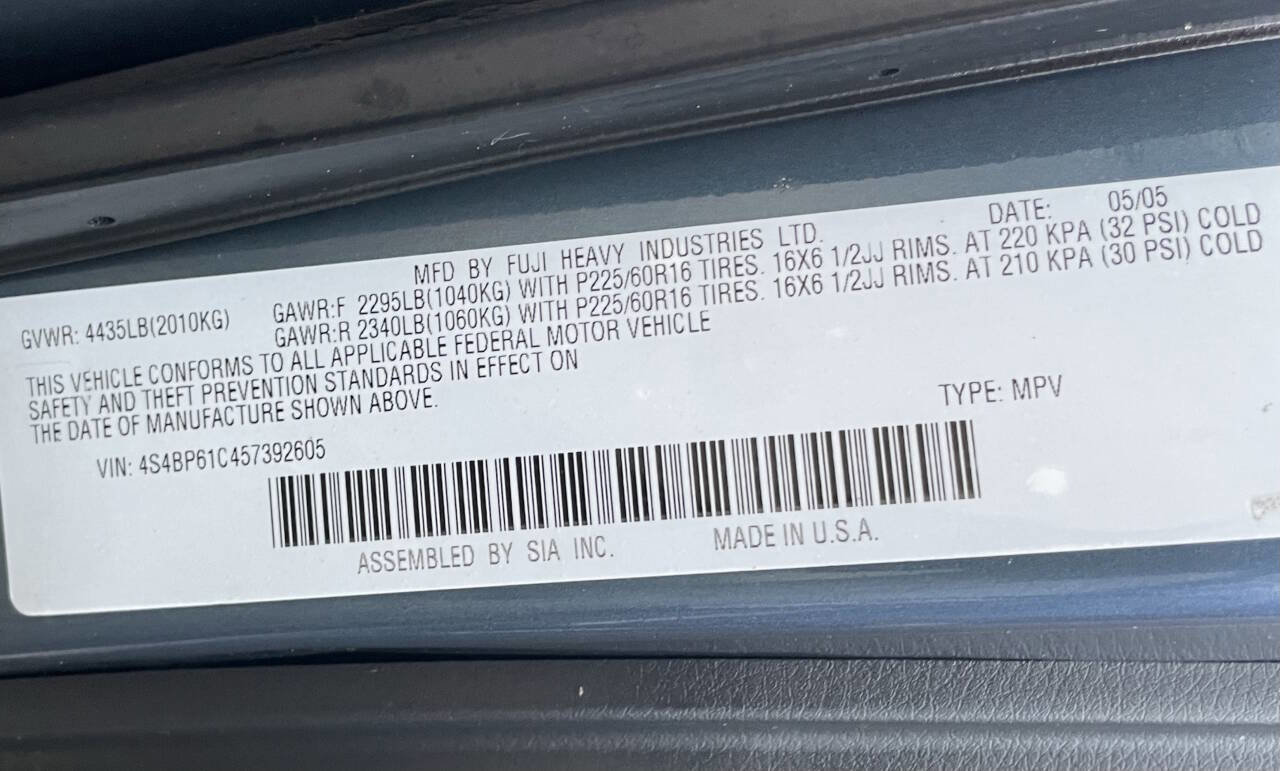 MFD BY FUJI HEAVY INDUSTRIES LTD. DATE: 05/05
GVWR: 4435LB(2010KG) GAWR:F 2295LB(1040KG) WITH P225/60R16 TIRES. 16X6 1/2JJ RIMS. AT 220 KPA (32 PSI) COLD
GAWR:R 2340LB(1060KG) WITH P225/60R16 TIRES. 16X6 1/2JJ RIMS. AT 210 KPA (30 PSI) COLD
THIS VEHICLE CONFORMS TO ALL APPLICABLE FEDERAL MOTOR VEHICLE
SAFETY AND THEFT PREVENTION STANDARDS IN EFFECT ON
THE DATE OF MANUFACTURE SHOWN ABOVE.
VIN: 4S4BP61C457392605 TYPE: MPV
ASSEMBLED BY SIA INC. MADE IN U.S.A.